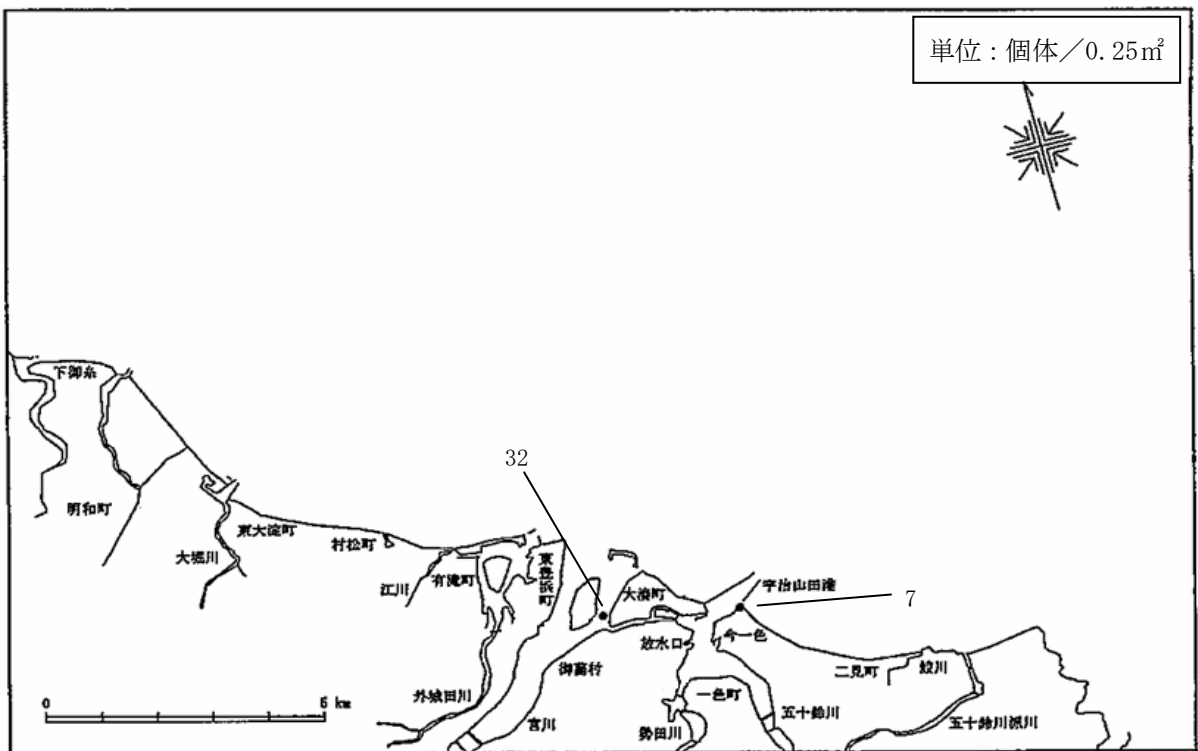 単位：個体／0.25㎡
32
7
下御糸
明和町
大堀川
東大淀町
村松町
江川
有滝町
東豊浜町
大湊町
宇治山田港
放水口
今一色
御薗村
外城田川
宮川
勢田川
一色町
五十鈴川
二見町
鮫川
五十鈴川派川
0
5 km